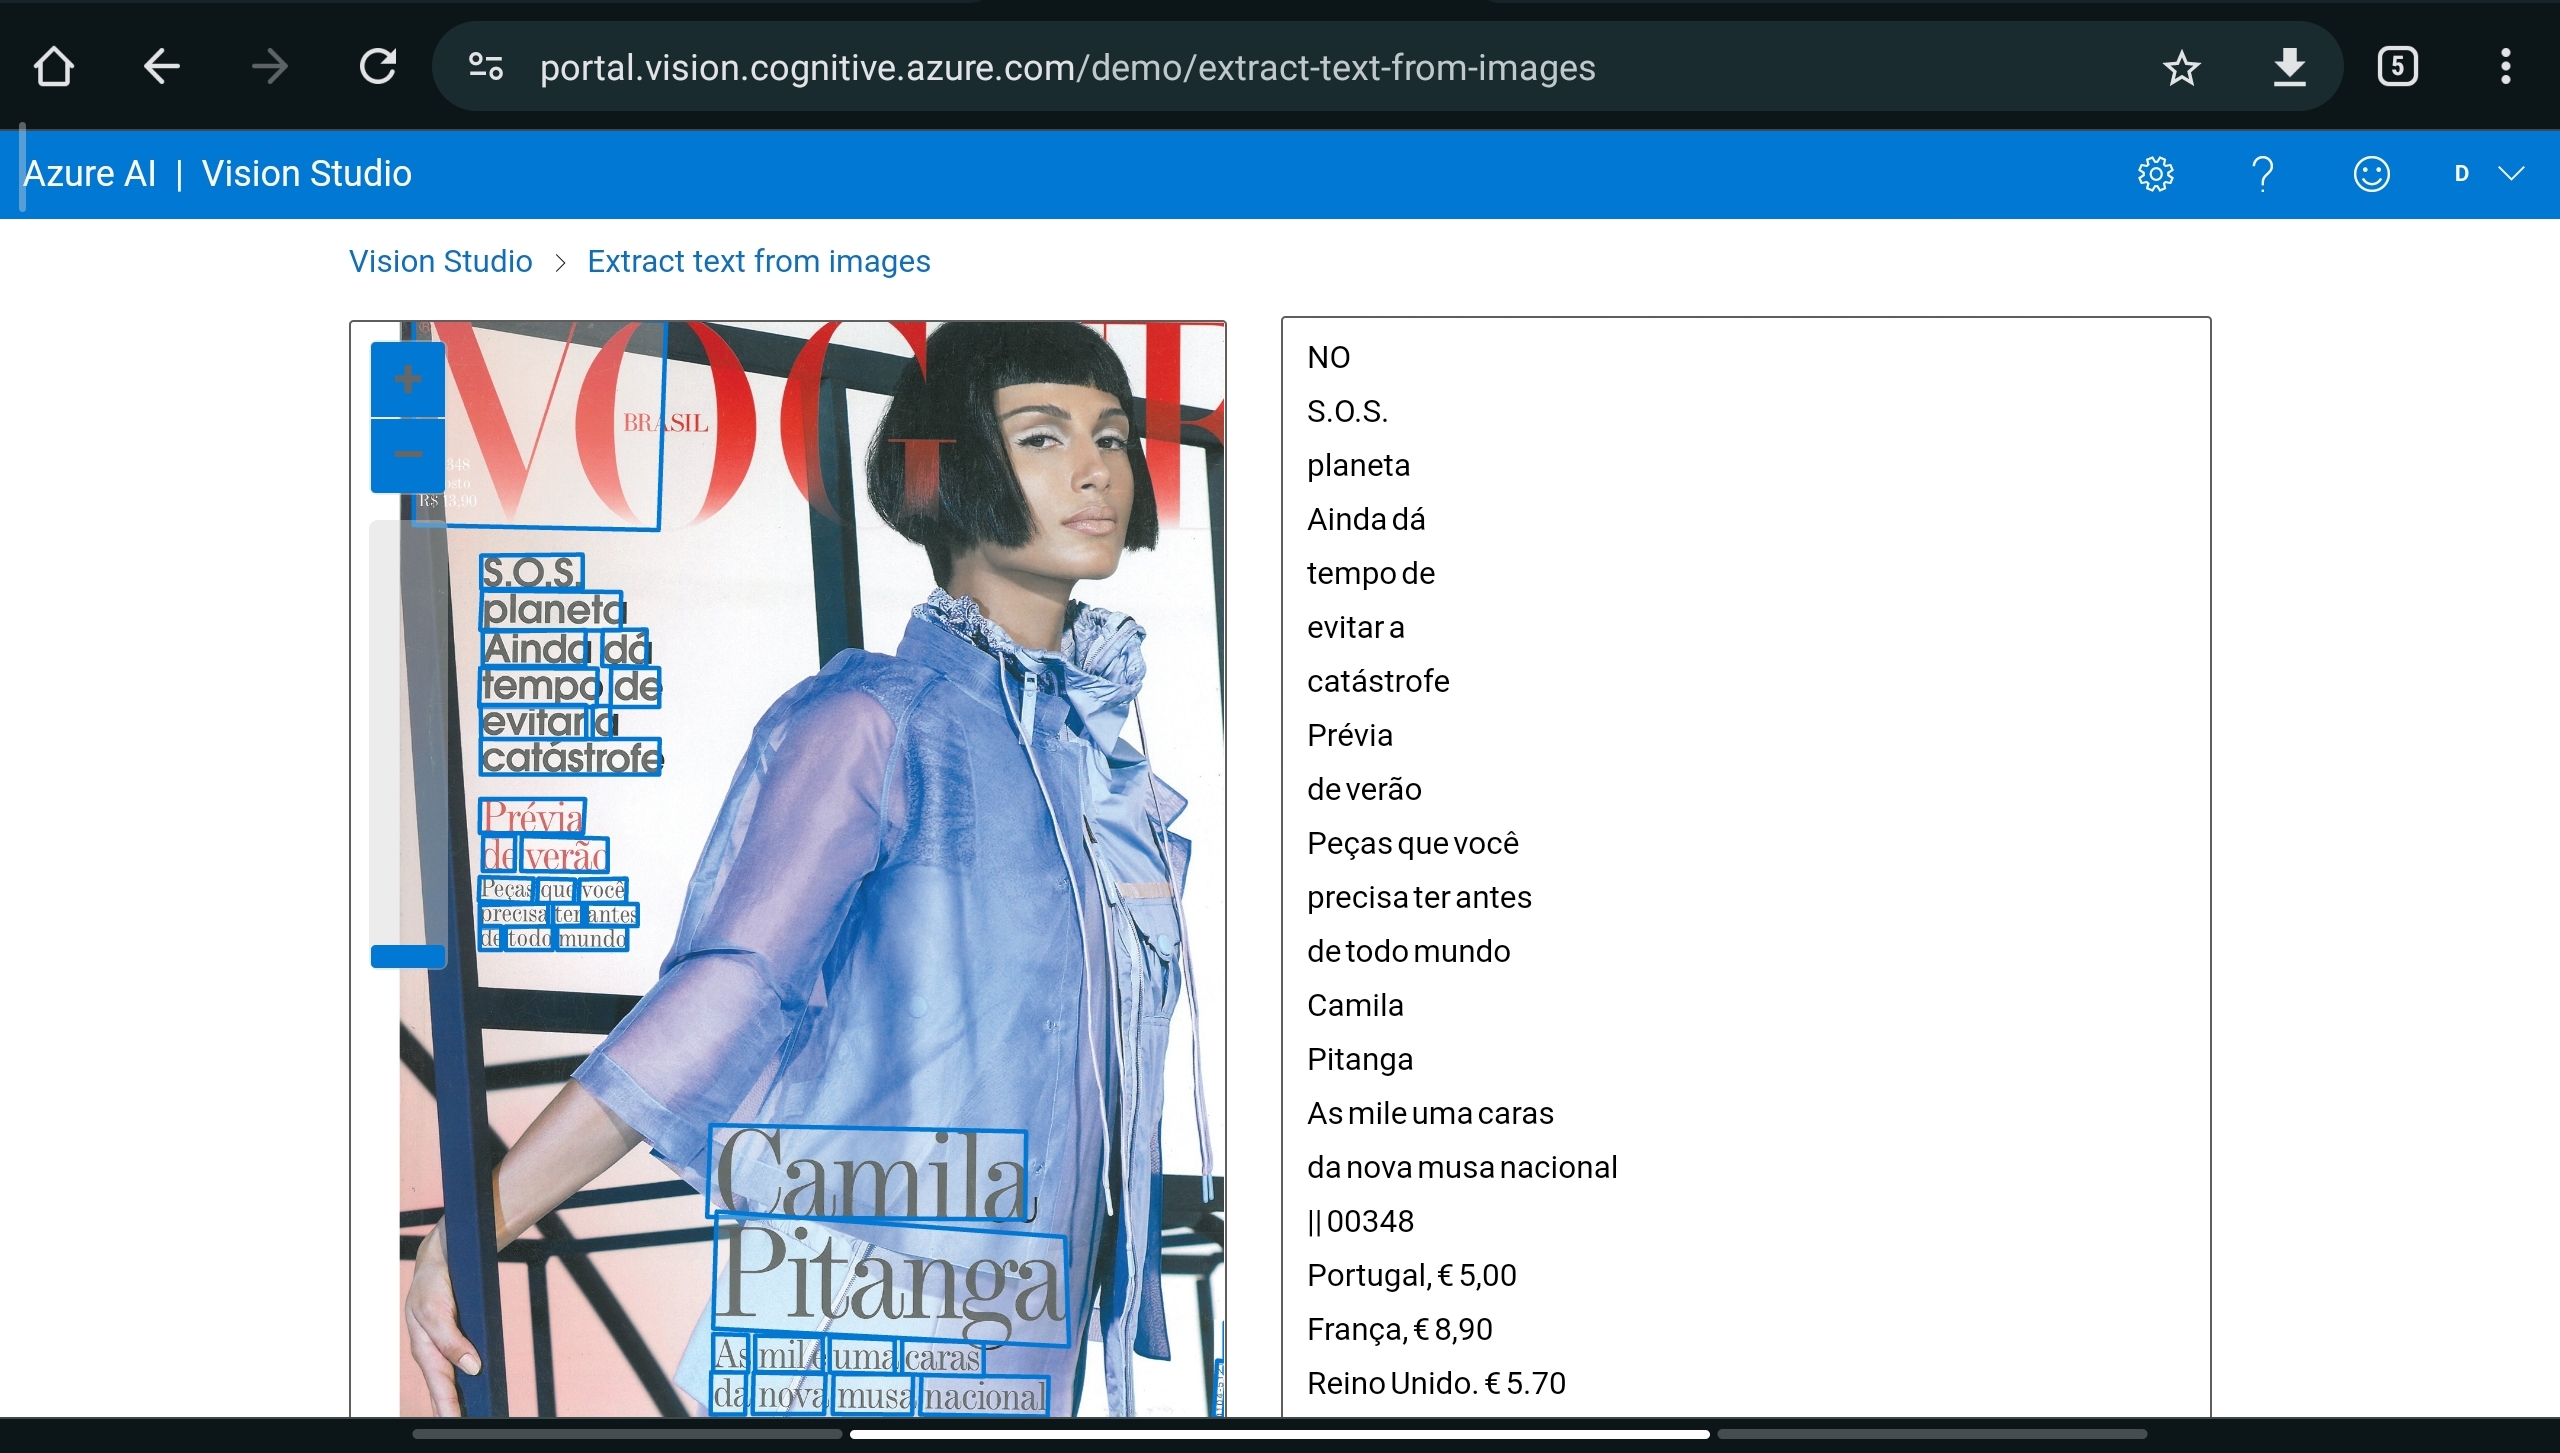 portal.vision.cognitive.azure.com/demo/extract-text-from-images
5
Azure AI | Vision Studio
D
Vision Studio > Extract text from images
VOGUE
BRASIL
348
R$ 13,90
S.O.S.
planeta
Ainda dá
tempo de
evitar a
catástrofe
Prévia
de verão
Peças que você
precisa ter antes
de todo mundo
Camila
Pitanga
As mil e uma caras
da nova musa nacional
NO
S.O.S.
planeta
Ainda dá
tempo de
evitar a
catástrofe
Prévia
de verão
Peças que você
precisa ter antes
de todo mundo
Camila
Pitanga
As mile uma caras
da nova musa nacional
|| 00348
Portugal, € 5,00
França, € 8,90
Reino Unido. € 5.70